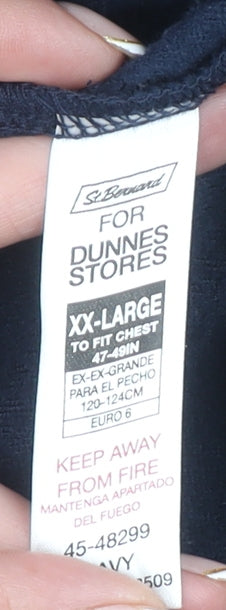 St. Bernard
FOR
DUNNES
STORES
XX-LARGE
TO FIT CHEST
47-49IN
EX-EX-GRANDE
PARA EL PECHO
120-124CM
EURO 6
KEEP AWAY
FROM FIRE
MANTENGA APARTADO
DEL FUEGO
45-48299